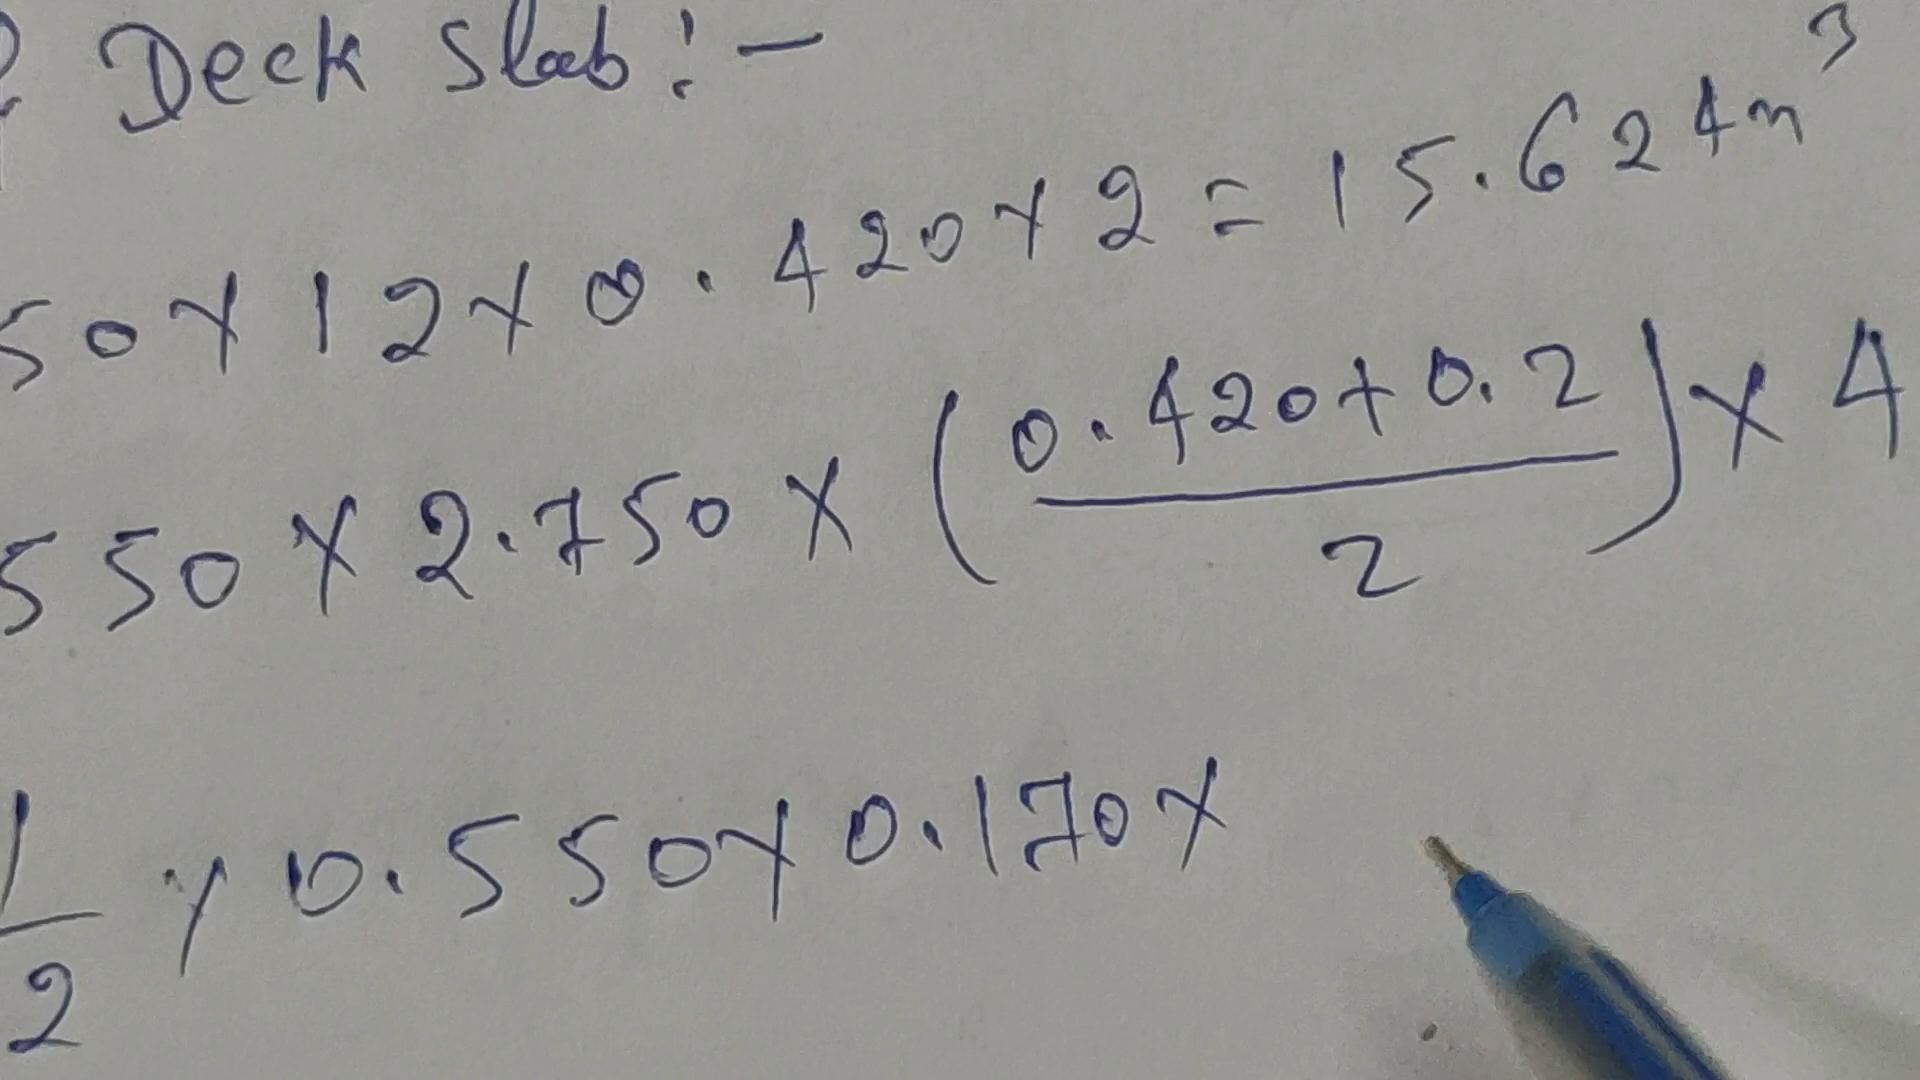 Deck Slab:-
50 × 12 × 0.420 × 2 = 15.624m³
550 × 2.750 × (0.420 + 0.2 / 2) × 4
1/2 × 0.550 × 0.170 ×